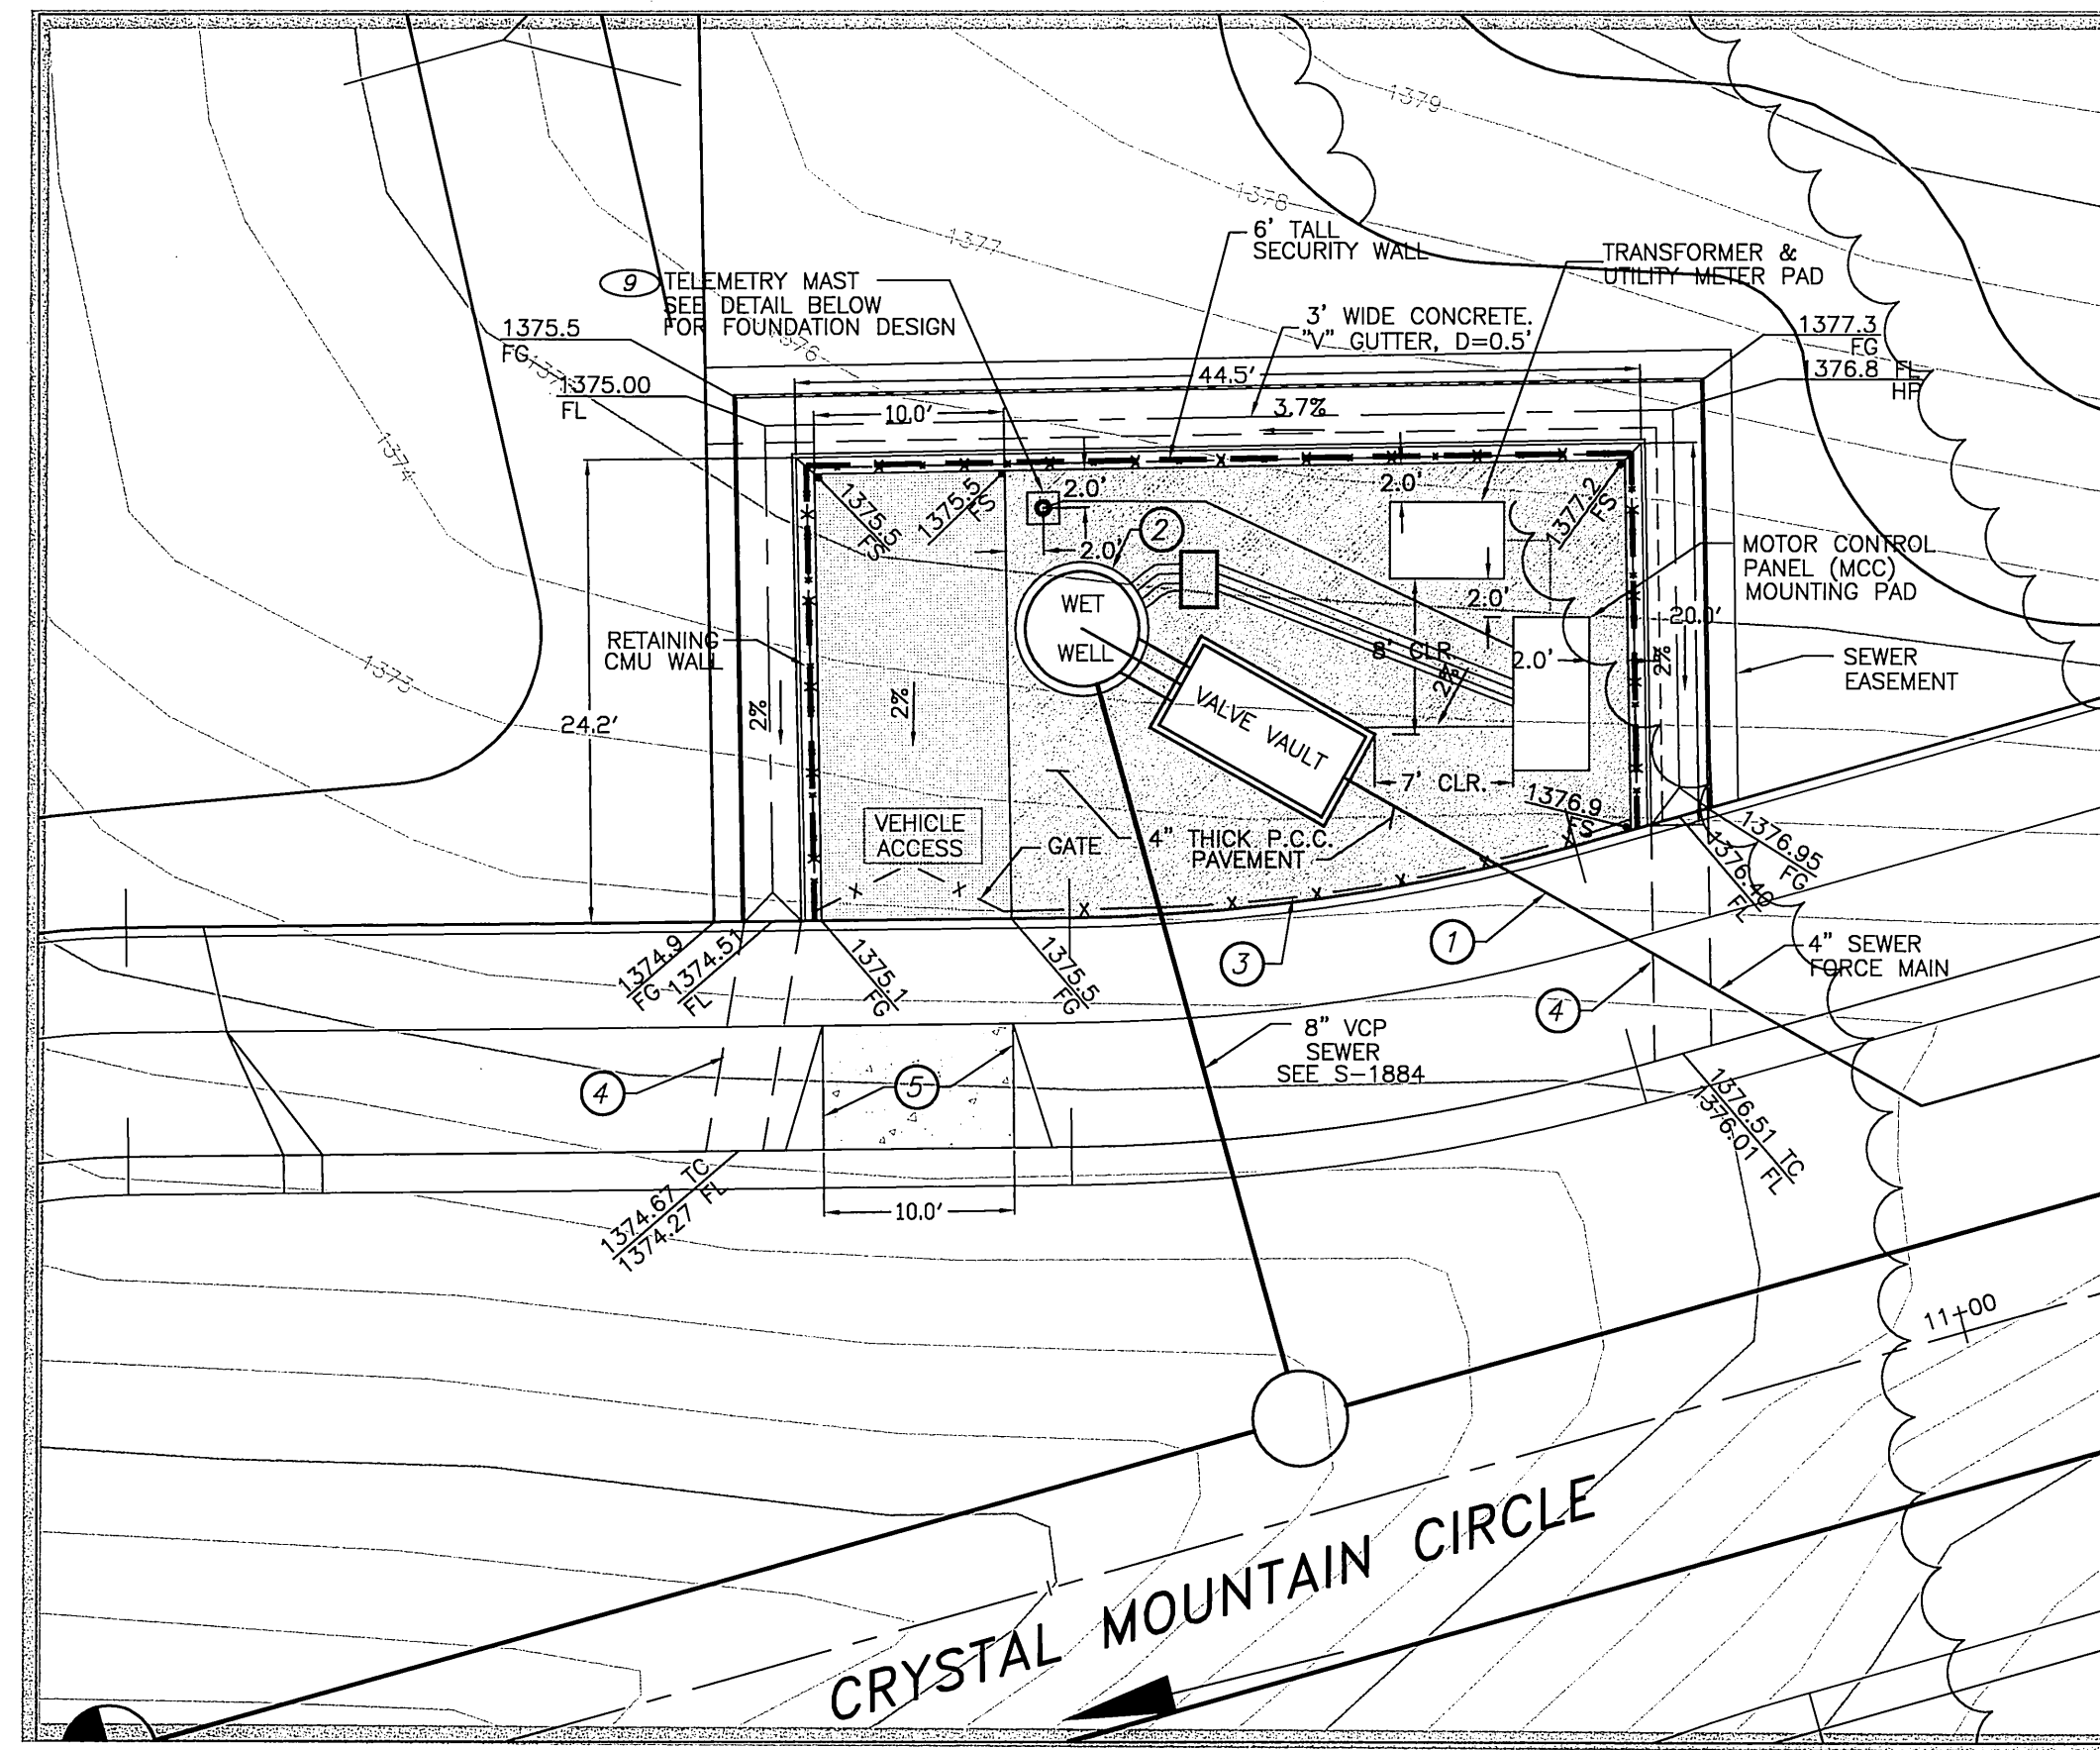 1379
1378
1377
6' TALL
SECURITY WALL
TRANSFORMER &
UTILITY METER PAD
9
TELEMETRY MAST
SEE DETAIL BELOW
FOR FOUNDATION DESIGN
3' WIDE CONCRETE.
"V" GUTTER, D=0.5'
1375.5
FG
1377.3
FG
1376.8 FL
HP
1375.00
FL
44.5'
10.0'
3.7%
1374
2.0'
2.0'
1375.5
FS
1375.5
FS
1377.2
FS
2.0'
2
MOTOR CONTROL
PANEL (MCC)
MOUNTING PAD
WET
WELL
2.0'
20.0'
RETAINING
CMU WALL
8' CLR.
2.0'
2%
SEWER
EASEMENT
1373
24.2'
2%
2%
2%
VALVE VAULT
7' CLR.
1376.9
FS
VEHICLE
ACCESS
GATE
4" THICK P.C.C.
PAVEMENT
1376.95
FG
1376.40
FL
1374.9
FG
1374.51
FL
1375.1
FG
1375.5
FG
3
1
4" SEWER
FORCE MAIN
4
8" VCP
SEWER
SEE S-1884
4
5
1376.51 TC
1376.01 FL
1374.67 TC
1374.27 FL
10.0'
11+00
CRYSTAL MOUNTAIN CIRCLE